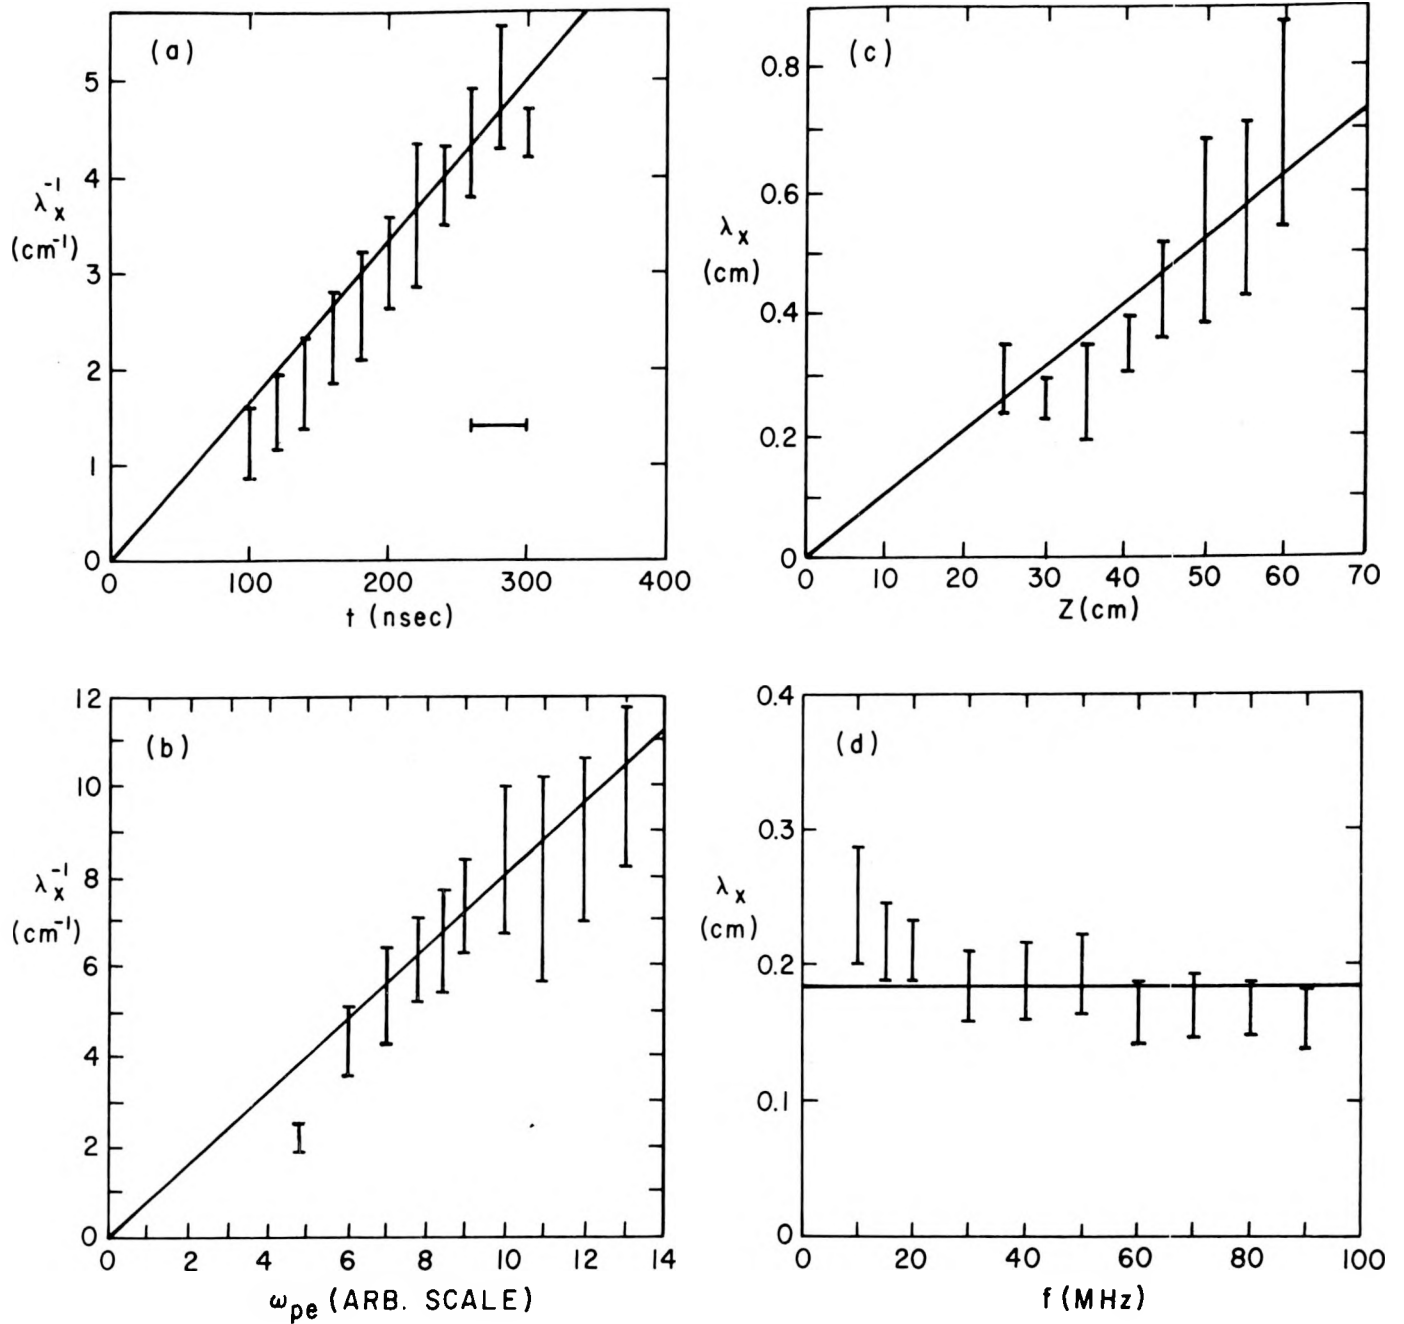 (a)
5
4
3
2
1
0
λx⁻¹
(cm⁻¹)
0 100 200 300 400
t (nsec)
(c)
0.8
0.6
0.4
0.2
0
λx
(cm)
0 10 20 30 40 50 60 70
Z (cm)
(b)
12
10
8
6
4
2
0
λx⁻¹
(cm⁻¹)
0 2 4 6 8 10 12 14
ωpe (ARB. SCALE)
(d)
0.4
0.3
0.2
0.1
0
λx
(cm)
0 20 40 60 80 100
f (MHz)